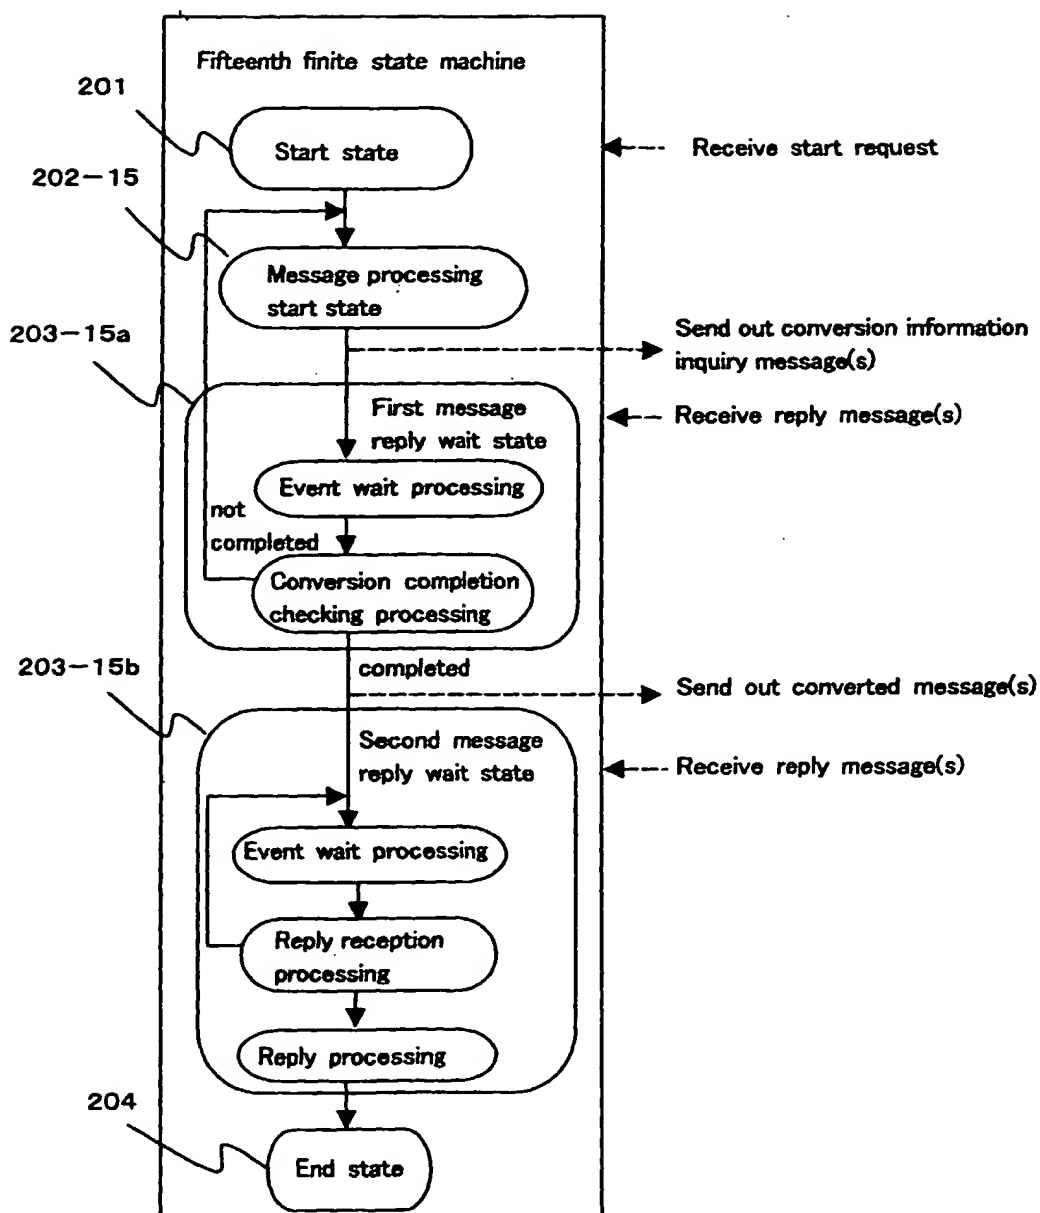 Fifteenth finite state machine
201
Start state
Receive start request
202-15
Message processing
start state
203-15a
Send out conversion information
inquiry message(s)
First message
reply wait state
Receive reply message(s)
Event wait processing
not
completed
Conversion completion
checking processing
203-15b
completed
Send out converted message(s)
Second message
reply wait state
Receive reply message(s)
Event wait processing
Reply reception
processing
Reply processing
204
End state